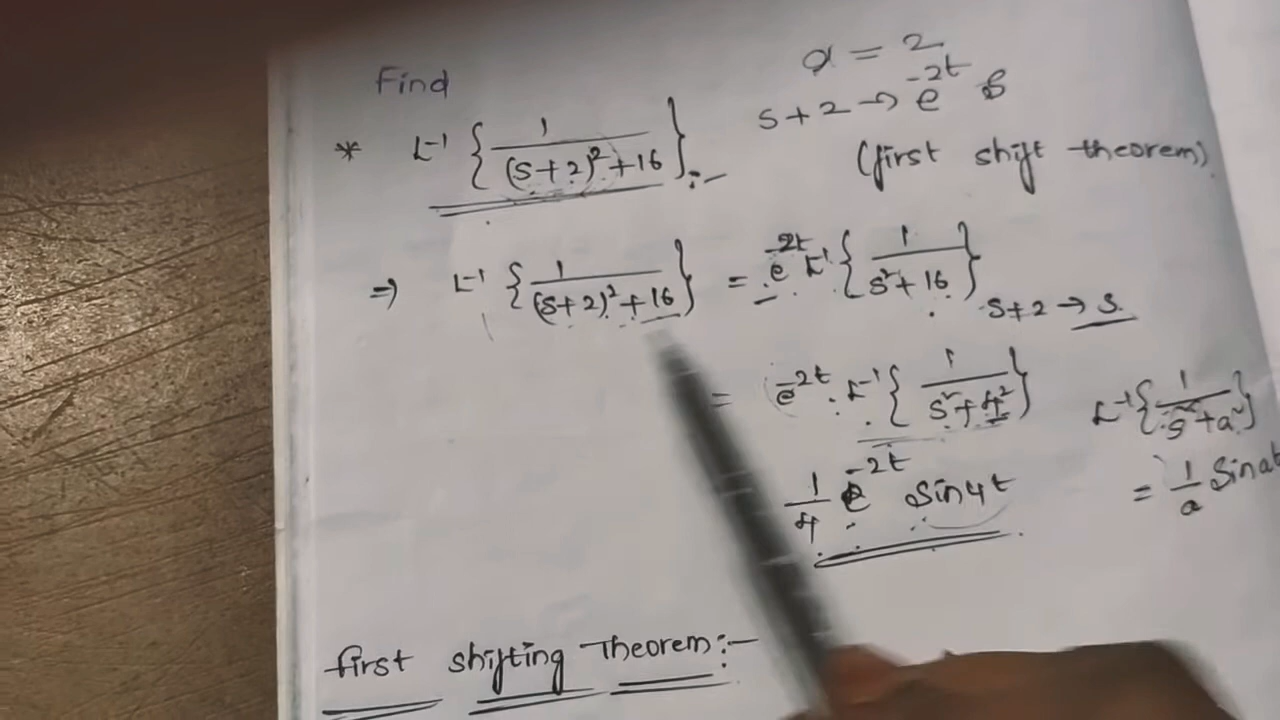 Find
a = 2
s+2 → e^-2t
* L^-1 { 1 / (s+2)^2 + 16 } :-
(first shift theorem)
⇒ L^-1 { 1 / (s+2)^2 + 16 } = e^-2t L^-1 { 1 / s^2 + 16 }
s+2 → s
= e^-2t . L^-1 { 1 / s^2 + 4^2 }
L^-1 { 1 / s^2 + a^2 }
1/4 e^-2t Sin4t
= 1/a Sinat
first shifting Theorem:-